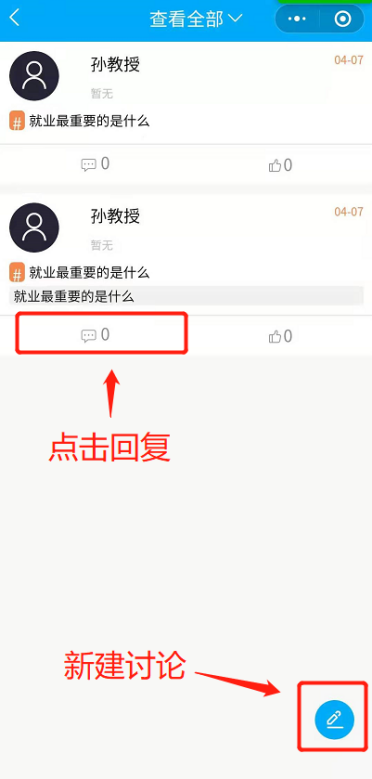 查看全部
孙教授
04-07
暂无
# 就业最重要的是什么
0
0
孙教授
04-07
暂无
# 就业最重要的是什么
就业最重要的是什么
0
0
点击回复
新建讨论